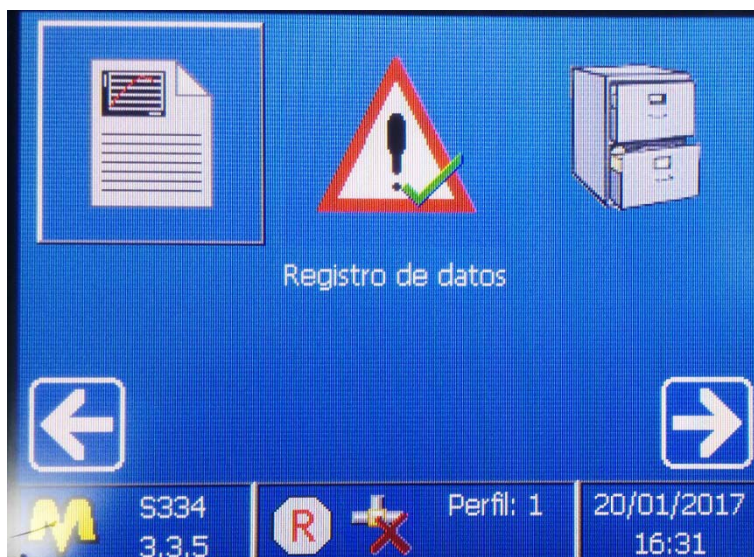 Registro de datos
S334
3.3.5
R
Perfil: 1
20/01/2017
16:31